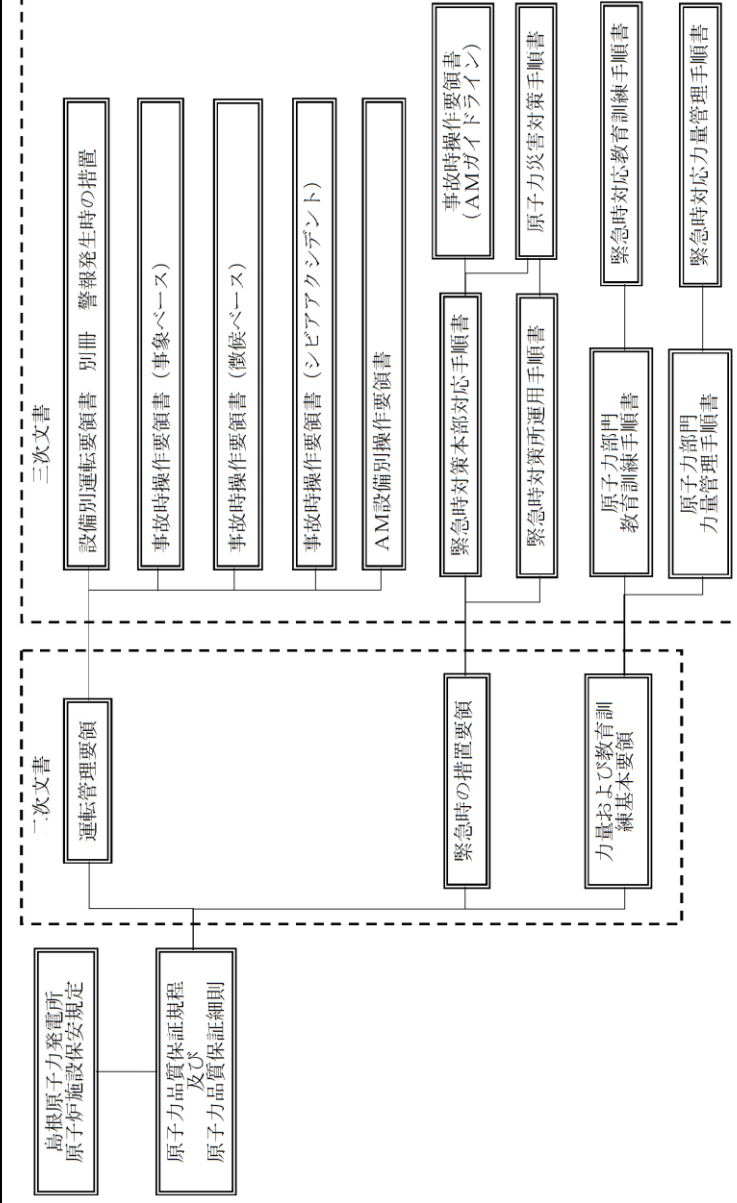 島根原子力発電所
原子炉施設保安規定
原子力品質保証規程
及び
原子力品質保証細則
二次文書
運転管理要領
緊急時の措置要領
力量および教育訓
練基本要領
三次文書
設備別運転要領書 別冊 警報発生時の措置
事故時操作要領書（事象ベース）
事故時操作要領書（徴候ベース）
事故時操作要領書（シビアアクシデント）
AM設備別操作要領書
緊急時対策本部対応手順書
緊急時対策所運用手順書
原子力部門
教育訓練手順書
原子力部門
力量管理手順書
事故時操作要領書
（AMガイドライン）
原子力災害対策手順書
緊急時対応教育訓練手順書
緊急時対応力量管理手順書